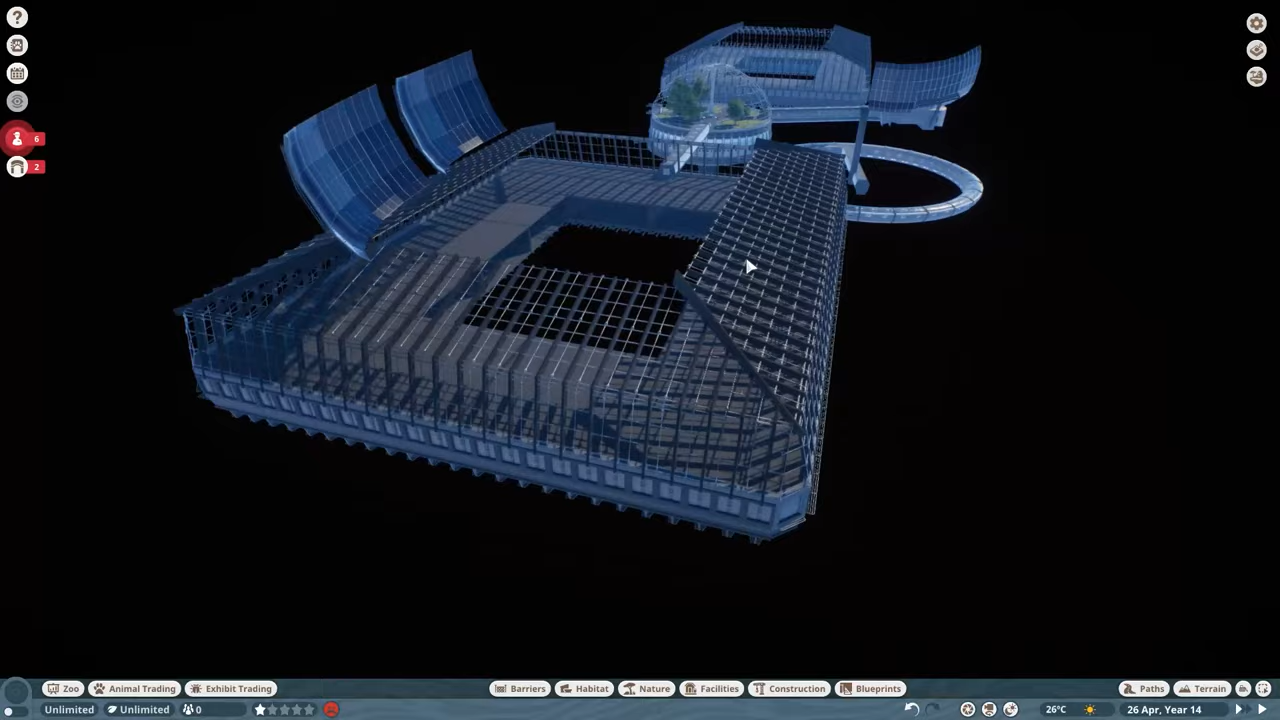 ?
6
2
Zoo
Animal Trading
Exhibit Trading
Barriers
Habitat
Nature
Facilities
Construction
Blueprints
Paths
Terrain
Unlimited
Unlimited
0
26°C
26 Apr, Year 14